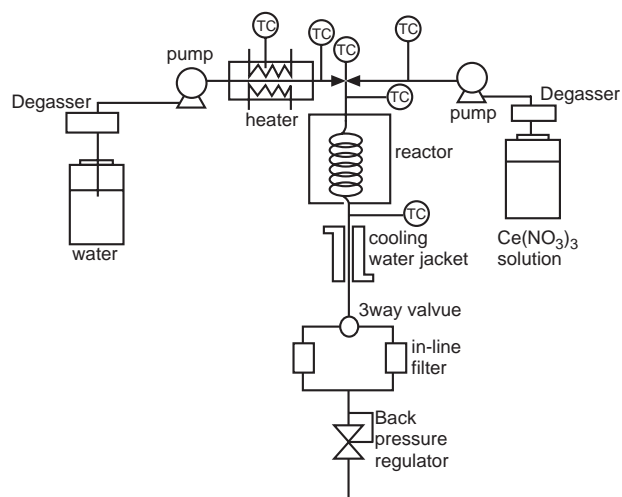 TC
TC
TC
TC
pump
Degasser
heater
TC
pump
Degasser
reactor
TC
water
cooling
water jacket
Ce(NO3)3
solution
3way valvue
in-line
filter
Back
pressure
regulator